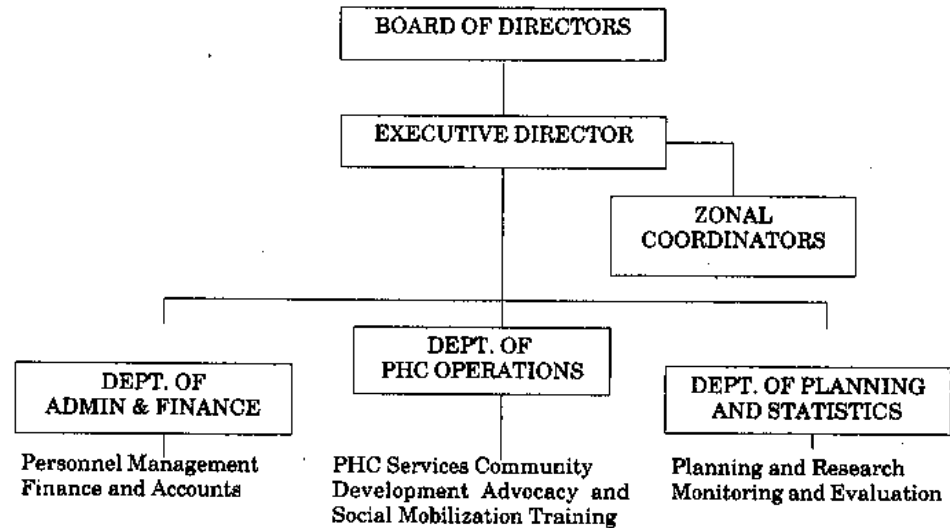 BOARD OF DIRECTORS
EXECUTIVE DIRECTOR
ZONAL
COORDINATORS
DEPT. OF
ADMIN & FINANCE
DEPT. OF
PHC OPERATIONS
DEPT. OF PLANNING
AND STATISTICS
Personnel Management
Finance and Accounts
PHC Services Community
Development Advocacy and
Social Mobilization Training
Planning and Research
Monitoring and Evaluation